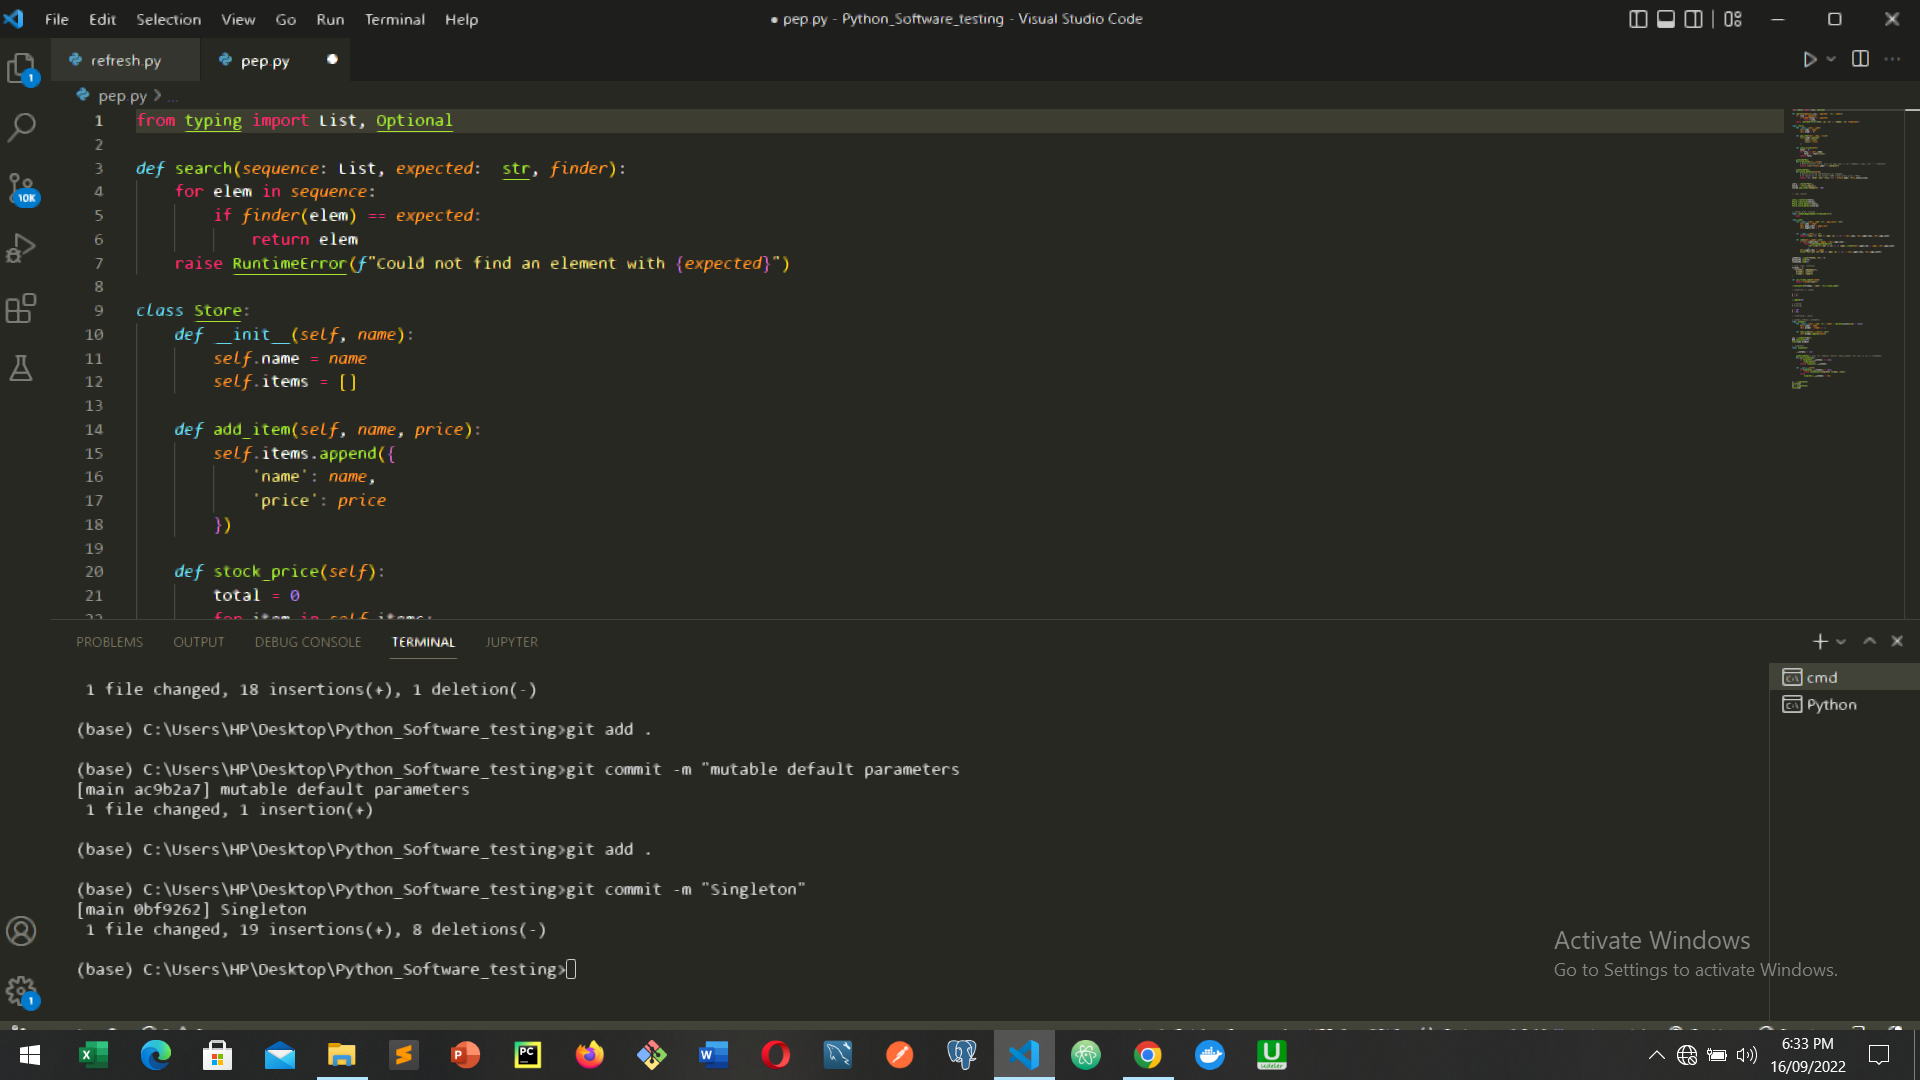 File Edit Selection View Go Run Terminal Help
● pep.py - Python_Software_testing - Visual Studio Code
refresh.py
pep.py
1
pep.py > ...
1 from typing import List, Optional
2
3 def search(sequence: List, expected:  str, finder):
4 for elem in sequence:
5 if finder(elem) == expected:
6 return elem
7 raise RuntimeError(f"Could not find an element with {expected}")
8
9 class Store:
10 def __init__(self, name):
11 self.name = name
12 self.items = []
13
14 def add_item(self, name, price):
15 self.items.append({
16 'name': name,
17 'price': price
18 })
19
20 def stock_price(self):
21 total = 0
22 for item in self.items:
10K
PROBLEMS OUTPUT DEBUG CONSOLE TERMINAL JUPYTER
1 file changed, 18 insertions(+), 1 deletion(-)
(base) C:\Users\HP\Desktop\Python_Software_testing>git add .
(base) C:\Users\HP\Desktop\Python_Software_testing>git commit -m "mutable default parameters
[main ac9b2a7] mutable default parameters
1 file changed, 1 insertion(+)
(base) C:\Users\HP\Desktop\Python_Software_testing>git add .
(base) C:\Users\HP\Desktop\Python_Software_testing>git commit -m "Singleton"
[main 0bf9262] Singleton
1 file changed, 19 insertions(+), 8 deletions(-)
(base) C:\Users\HP\Desktop\Python_Software_testing>
cmd
Python
1
Activate Windows
Go to Settings to activate Windows.
6:33 PM
16/09/2022